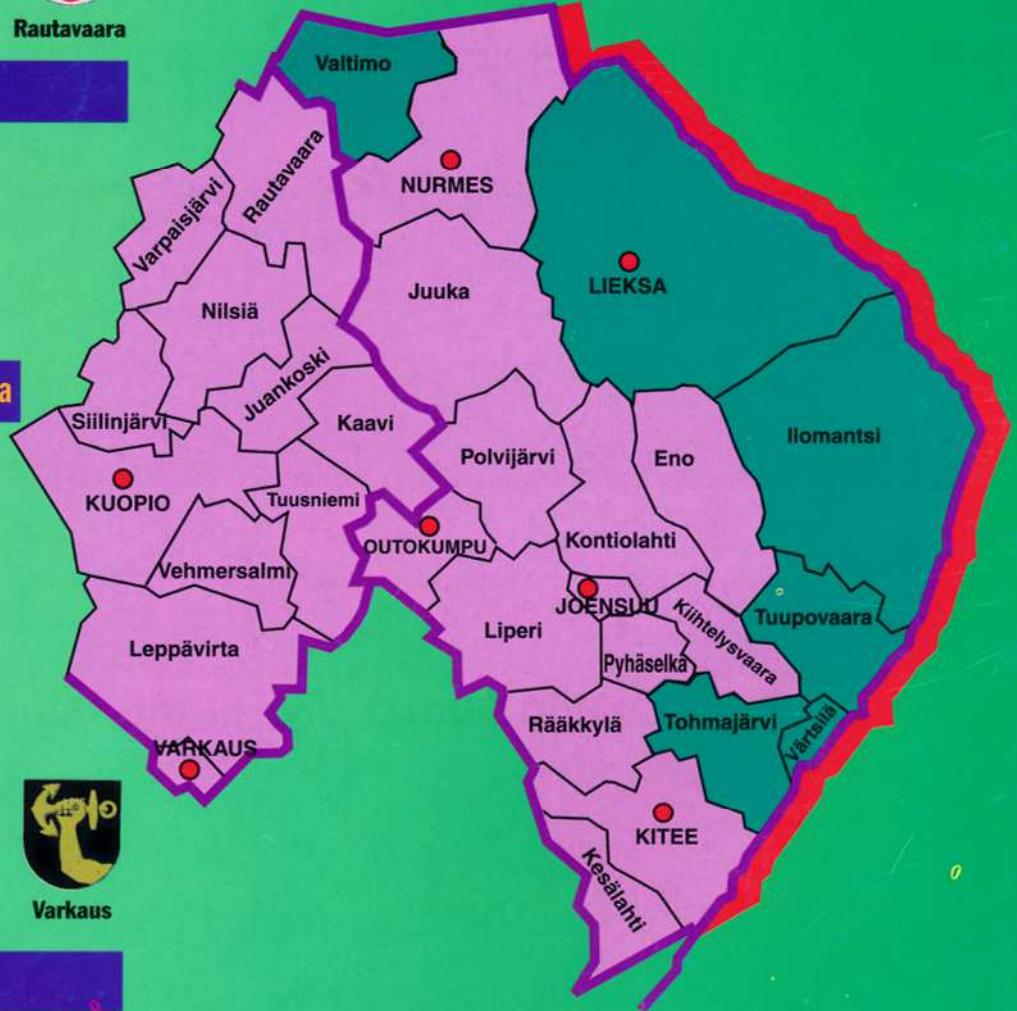 Rautavaara
Valtimo
NURMES
Rautavaara
Varpaisjärvi
LIEKSA
Juuka
Nilsiä
Juankoski
a
Siilinjärvi
Kaavi
Ilomantsi
Polvijärvi
Eno
KUOPIO
Tuusniemi
OUTOKUMPU
Kontiolahti
Vehmersalmi
JOENSUU
Kiihtelysvaara
Tuupovaara
Liperi
Leppävirta
Pyhäselkä
Rääkkylä
Tohmajärvi
Värtsilä
VARKAUS
KITEE
Kesälahti
Varkaus